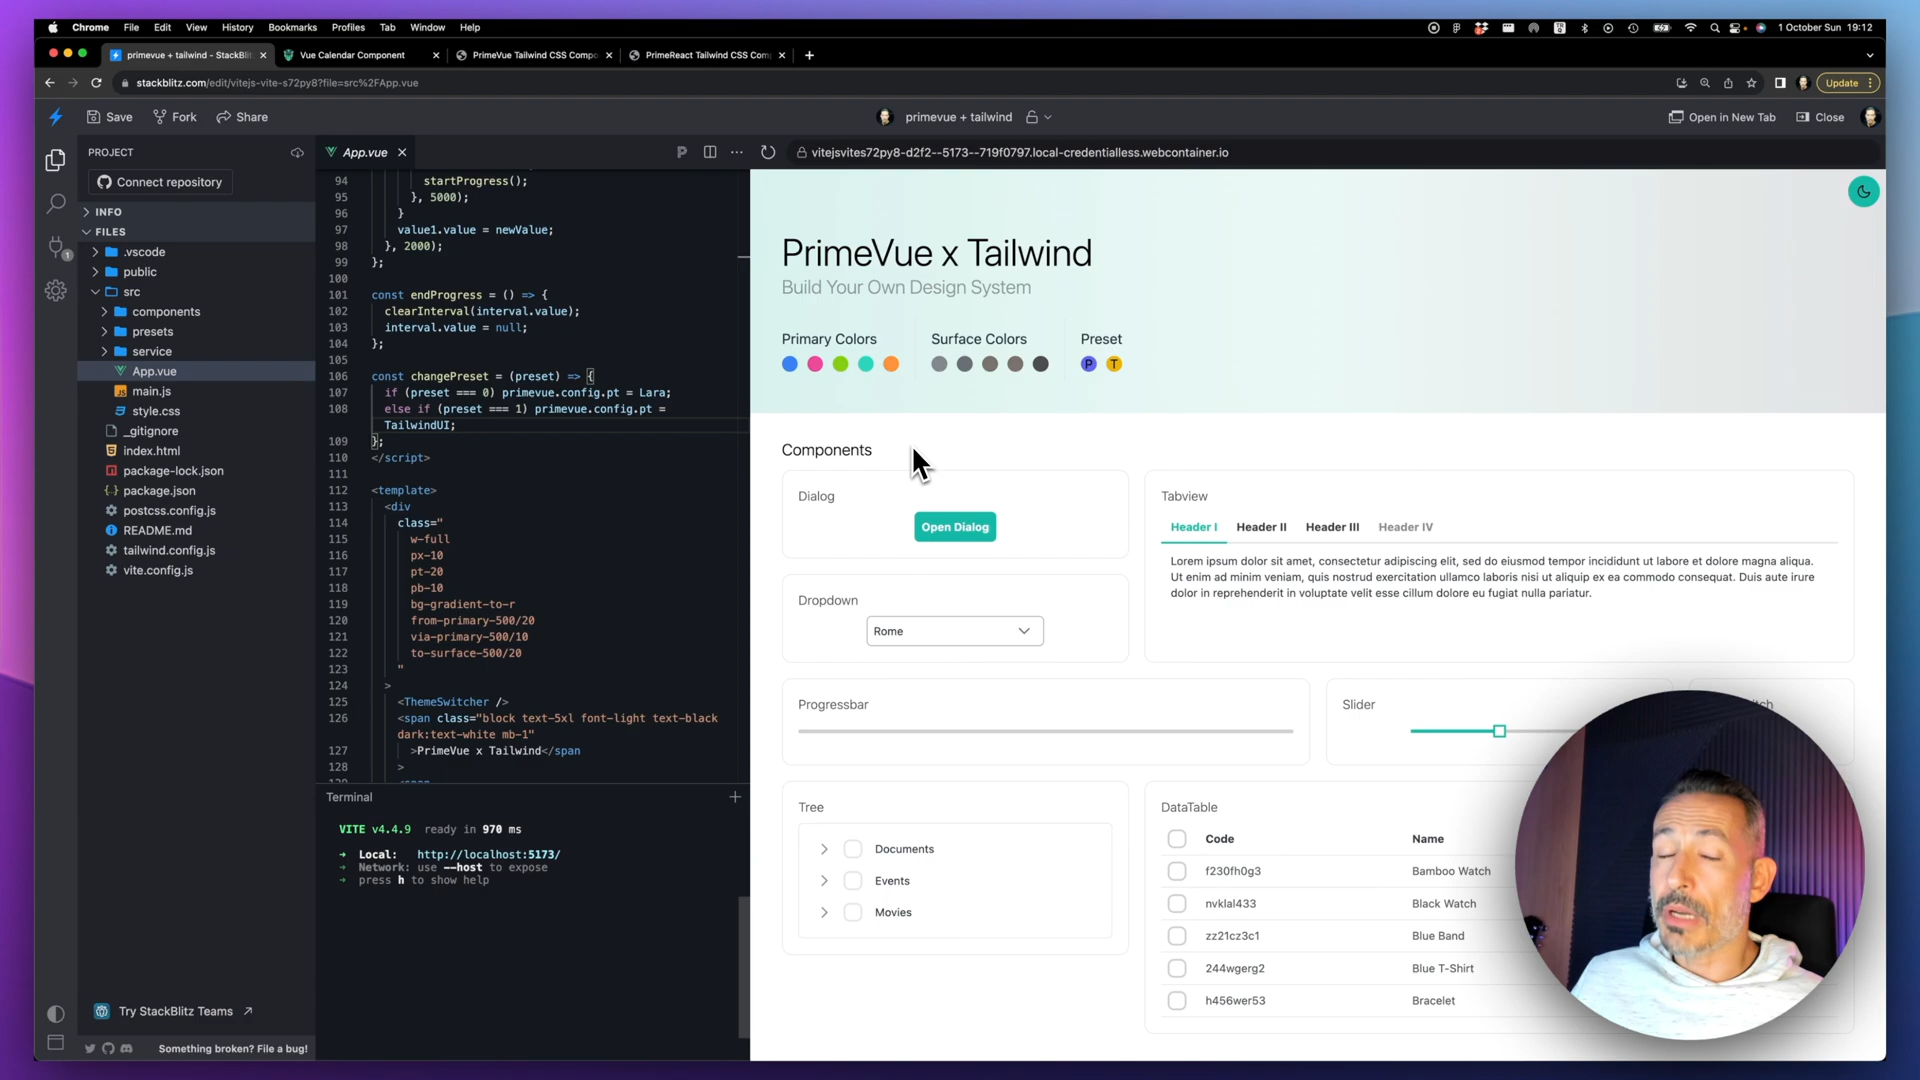 Chrome File Edit View History Bookmarks Profiles Tab Window Help
1 October Sun 19:12
primevue + tailwind - StackBlitz
Vue Calendar Component
PrimeVue Tailwind CSS Compo
PrimeReact Tailwind CSS Com
stackblitz.com/edit/vitejs-vite-s72py8?file=src%2FApp.vue
Update
Save
Fork
Share
primevue + tailwind
Open in New Tab
Close
PROJECT
Connect repository
INFO
FILES
.vscode
public
src
components
presets
service
App.vue
main.js
style.css
_gitignore
index.html
package-lock.json
package.json
postcss.config.js
README.md
tailwind.config.js
vite.config.js
Try StackBlitz Teams
Something broken? File a bug!
App.vue
94 startProgress();
95 }, 5000);
96 }
97 value1.value = newValue;
98 }, 2000);
99 };
100
101 const endProgress = () => {
102 clearInterval(interval.value);
103 interval.value = null;
104 };
105
106 const changePreset = (preset) => {
107 if (preset === 0) primevue.config.pt = Lara;
108 else if (preset === 1) primevue.config.pt =
TailwindUI;
109 };
110 </script>
111
112 <template>
113 <div
114 class="
115 w-full
116 px-10
117 pt-20
118 pb-10
119 bg-gradient-to-r
120 from-primary-500/20
121 via-primary-500/10
122 to-surface-500/20
123 "
124 >
125 <ThemeSwitcher />
126 <span class="block text-5xl font-light text-black
dark:text-white mb-1"
127 >PrimeVue x Tailwind</span
128 >
Terminal
VITE v4.4.9 ready in 970 ms
➜ Local: http://localhost:5173/
➜ Network: use --host to expose
➜ press h to show help
vitejsvites72py8-d2f2--5173--719f0797.local-credentialless.webcontainer.io
PrimeVue x Tailwind
Build Your Own Design System
Primary Colors
Surface Colors
Preset
P T
Components
Dialog
Open Dialog
Dropdown
Rome
Tabview
Header I Header II Header III Header IV
Lorem ipsum dolor sit amet, consectetur adipiscing elit, sed do eiusmod tempor incididunt ut labore et dolore magna aliqua.
Ut enim ad minim veniam, quis nostrud exercitation ullamco laboris nisi ut aliquip ex ea commodo consequat. Duis aute irure
dolor in reprehenderit in voluptate velit esse cillum dolore eu fugiat nulla pariatur.
Progressbar
Slider
Tree
Documents
Events
Movies
DataTable
Code Name
f230fh0g3 Bamboo Watch
nvklal433 Black Watch
zz21cz3c1 Blue Band
244wgerg2 Blue T-Shirt
h456wer53 Bracelet